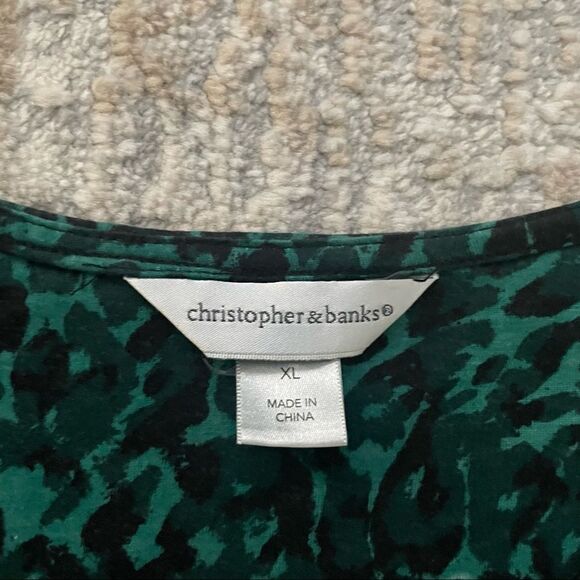 christopher & banks®
XL
MADE IN
CHINA